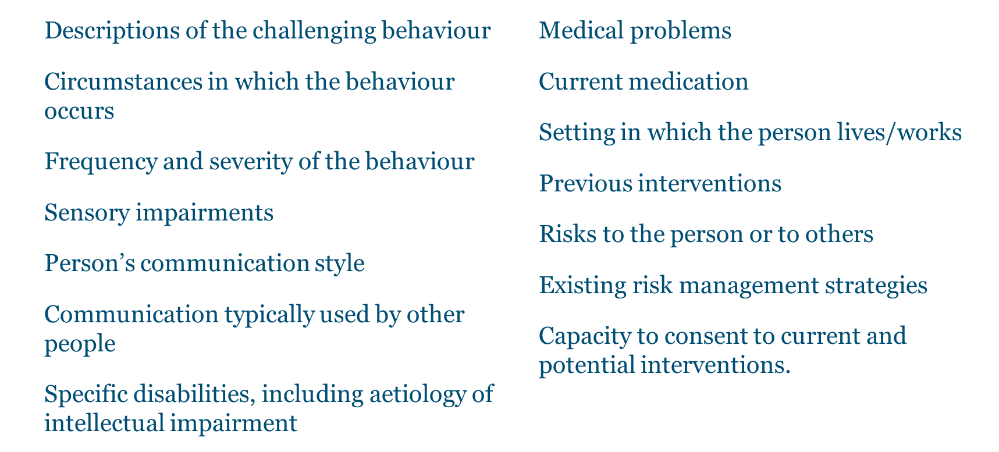 Descriptions of the challenging behaviour
Circumstances in which the behaviour
occurs
Frequency and severity of the behaviour
Sensory impairments
Person’s communication style
Communication typically used by other
people
Specific disabilities, including aetiology of
intellectual impairment
Medical problems
Current medication
Setting in which the person lives/works
Previous interventions
Risks to the person or to others
Existing risk management strategies
Capacity to consent to current and
potential interventions.